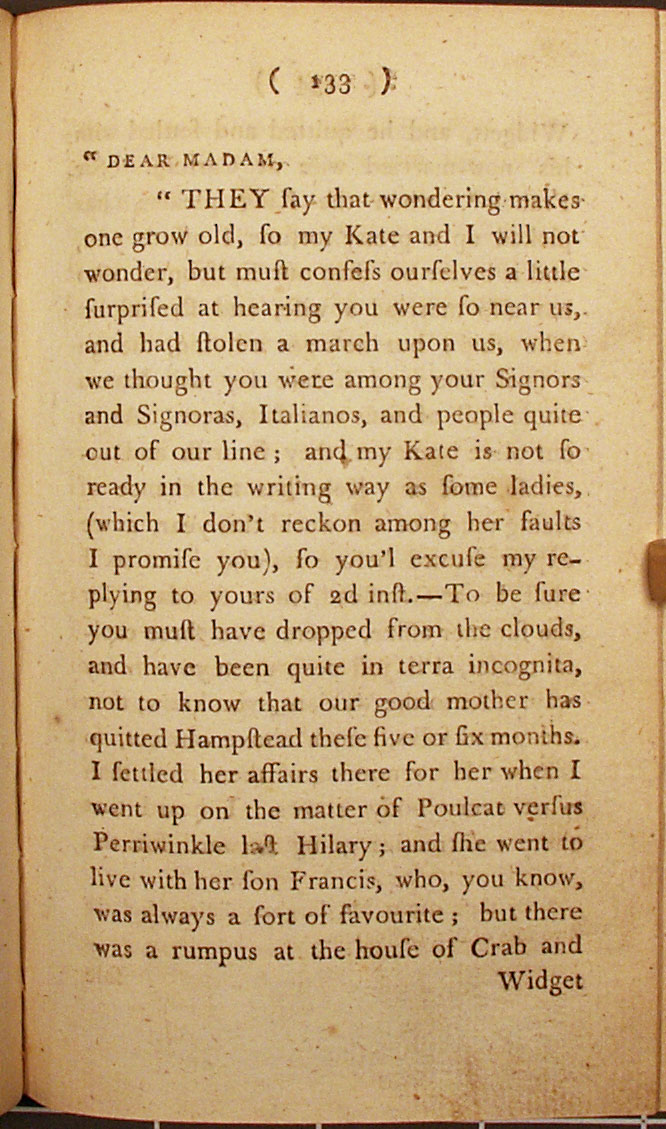 ( 133 )
“ DEAR MADAM,
“ THEY ſay that wondering makes
one grow old, ſo my Kate and I will not
wonder, but muſt confeſs ourſelves a little
ſurpriſed at hearing you were ſo near us,
and had ſtolen a march upon us, when
we thought you were among your Signors
and Signoras, Italianos, and people quite
out of our line ; and my Kate is not ſo
ready in the writing way as ſome ladies,
(which I don’t reckon among her faults
I promiſe you), ſo you’l excuſe my re-
plying to yours of 2d inſt.—To be ſure
you muſt have dropped from the clouds,
and have been quite in terra incognita,
not to know that our good mother has
quitted Hampſtead theſe five or ſix months.
I ſettled her affairs there for her when I
went up on the matter of Poulcat verſus
Perriwinkle laſt Hilary ; and ſhe went to
live with her ſon Francis, who, you know,
was always a ſort of favourite ; but there
was a rumpus at the houſe of Crab and
Widget